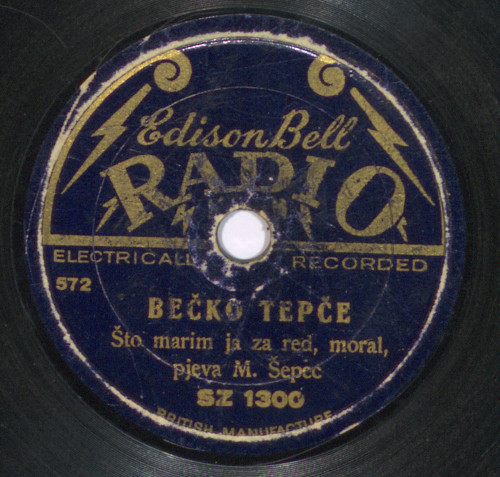 Edison Bell
RADIO
ELECTRICALLY RECORDED
572
BEČKO TEPČE
Što marim ja za red, moral,
pjeva M. Šepec
SZ 1300
BRITISH MANUFACTURE